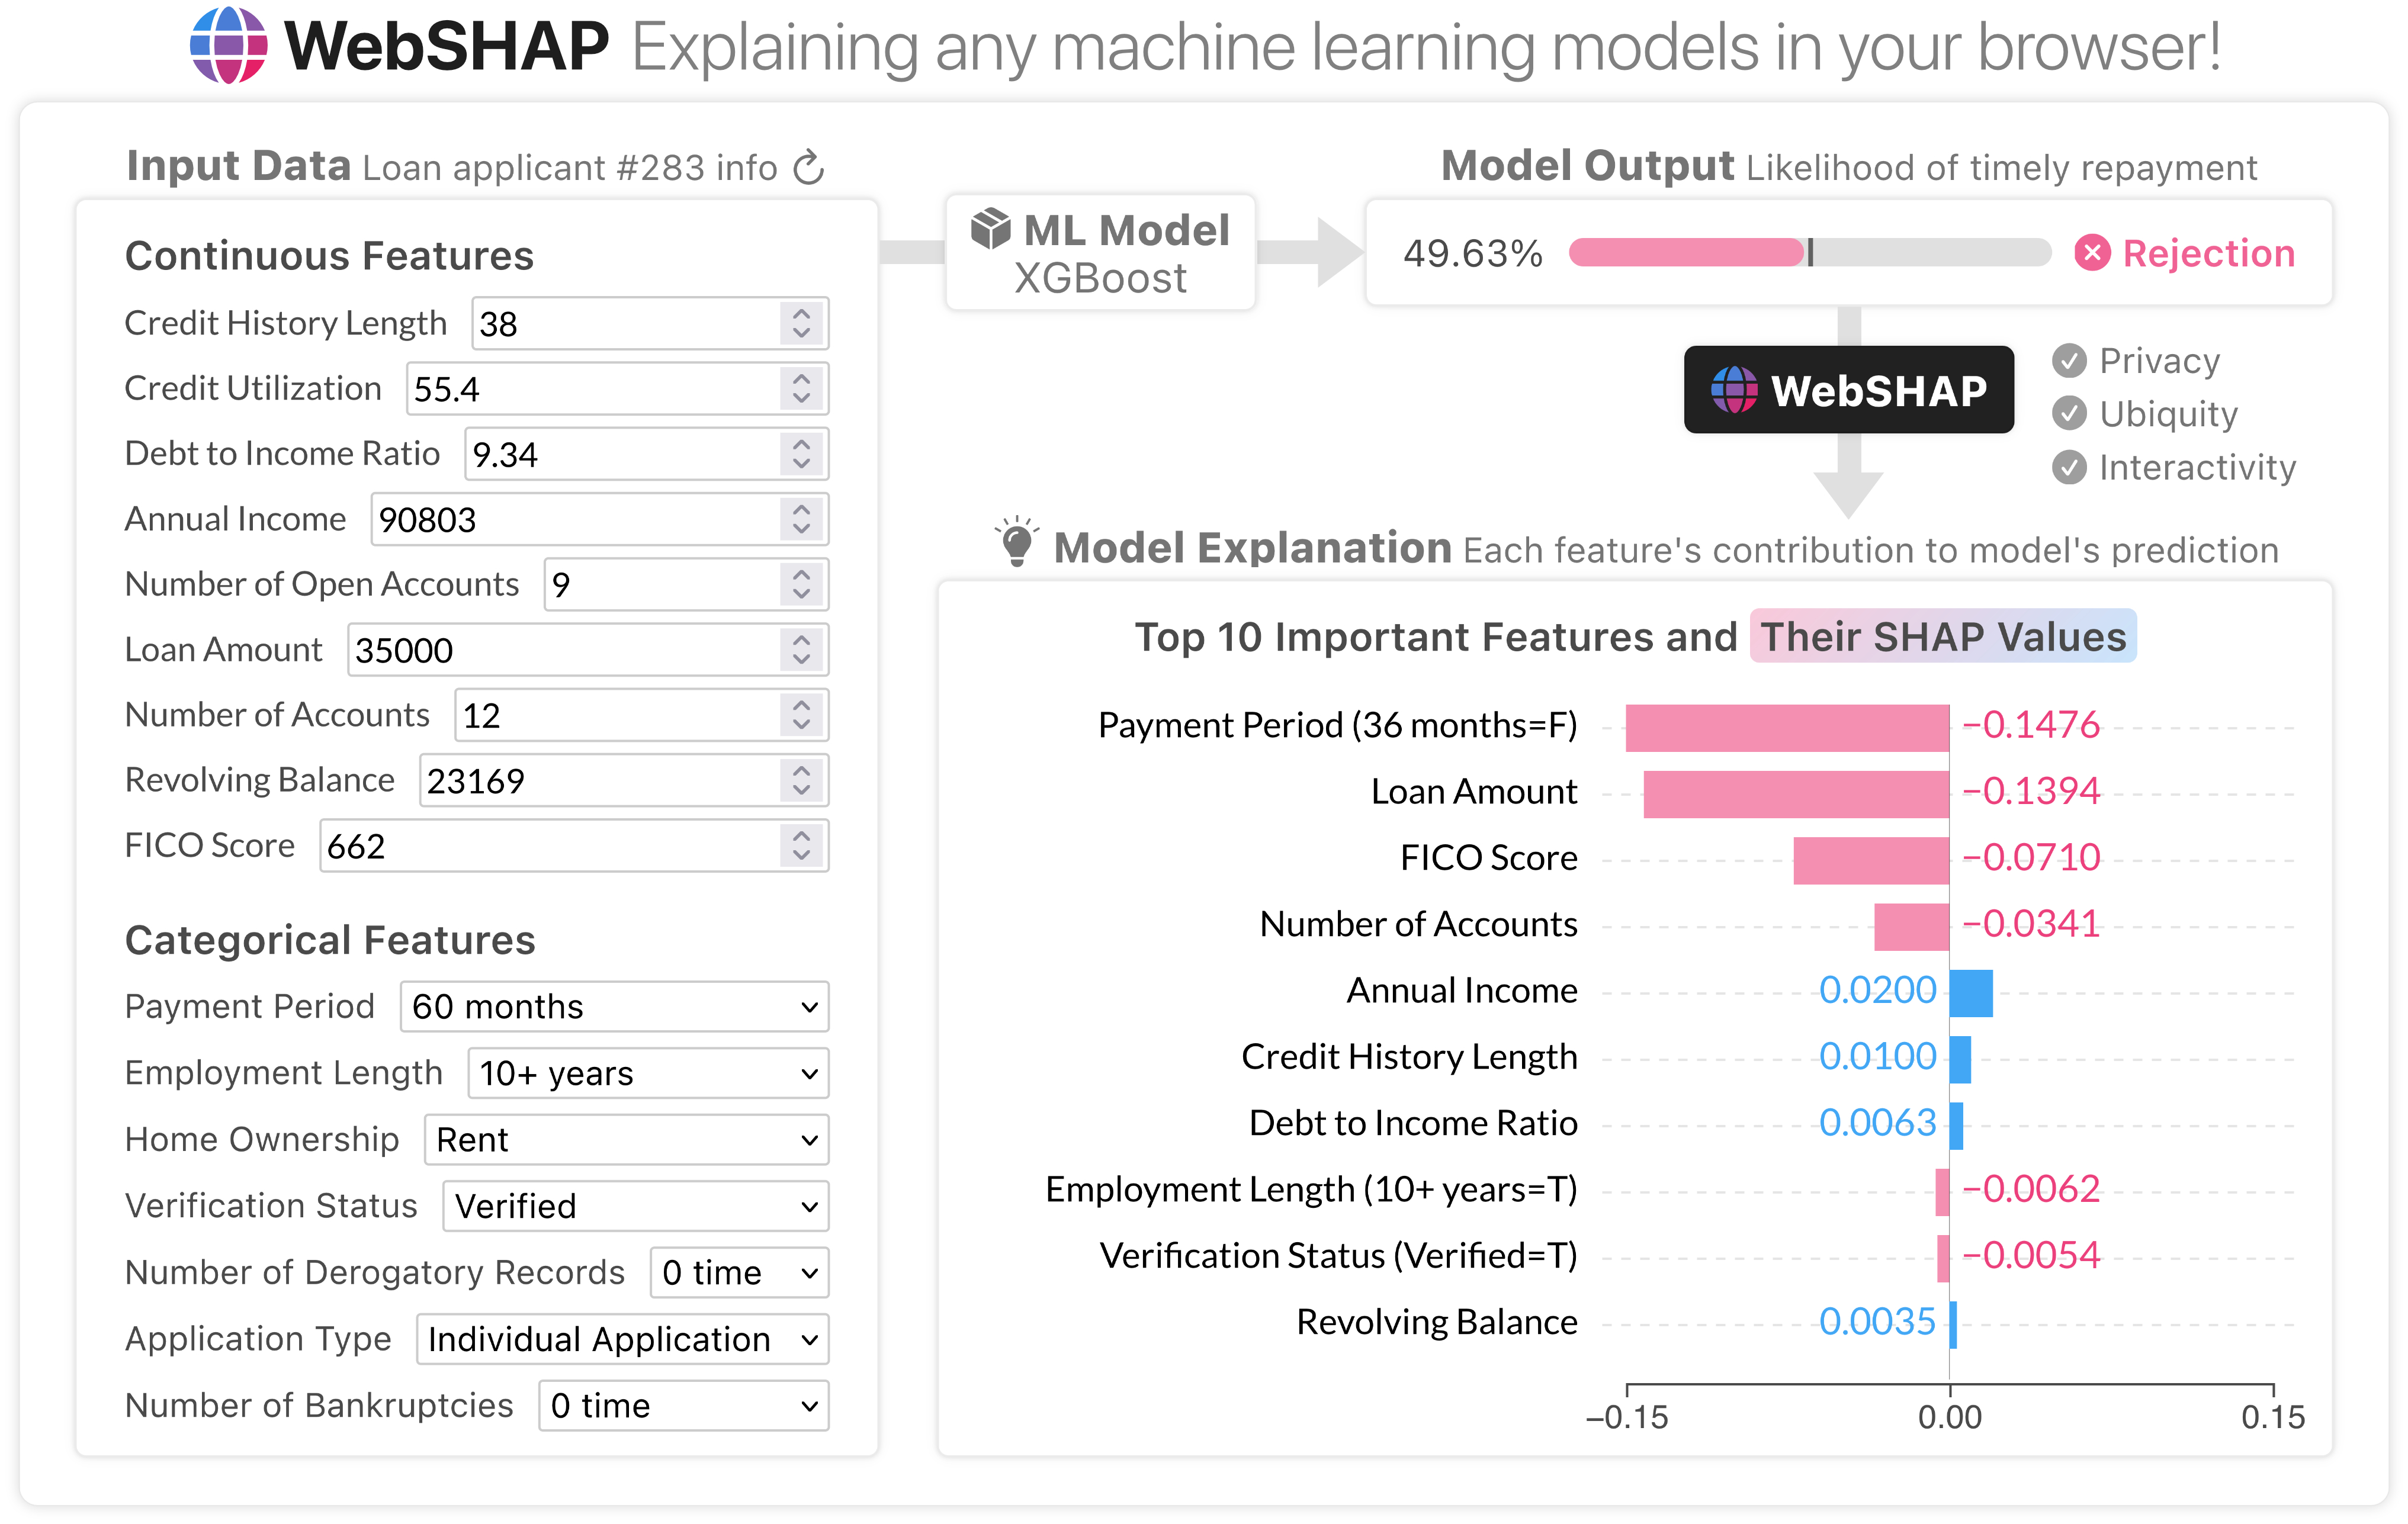 WebSHAP Explaining any machine learning models in your browser!
Input Data Loan applicant #283 info
Continuous Features
Credit History Length 38
Credit Utilization 55.4
Debt to Income Ratio 9.34
Annual Income 90803
Number of Open Accounts 9
Loan Amount 35000
Number of Accounts 12
Revolving Balance 23169
FICO Score 662
Categorical Features
Payment Period 60 months
Employment Length 10+ years
Home Ownership Rent
Verification Status Verified
Number of Derogatory Records 0 time
Application Type Individual Application
Number of Bankruptcies 0 time
ML Model
XGBoost
Model Output Likelihood of timely repayment
49.63% Rejection
WebSHAP
Privacy
Ubiquity
Interactivity
Model Explanation Each feature's contribution to model's prediction
Top 10 Important Features and Their SHAP Values
Payment Period (36 months=F) −0.1476
Loan Amount −0.1394
FICO Score −0.0710
Number of Accounts −0.0341
Annual Income 0.0200
Credit History Length 0.0100
Debt to Income Ratio 0.0063
Employment Length (10+ years=T) −0.0062
Verification Status (Verified=T) −0.0054
Revolving Balance 0.0035
−0.15 0.00 0.15